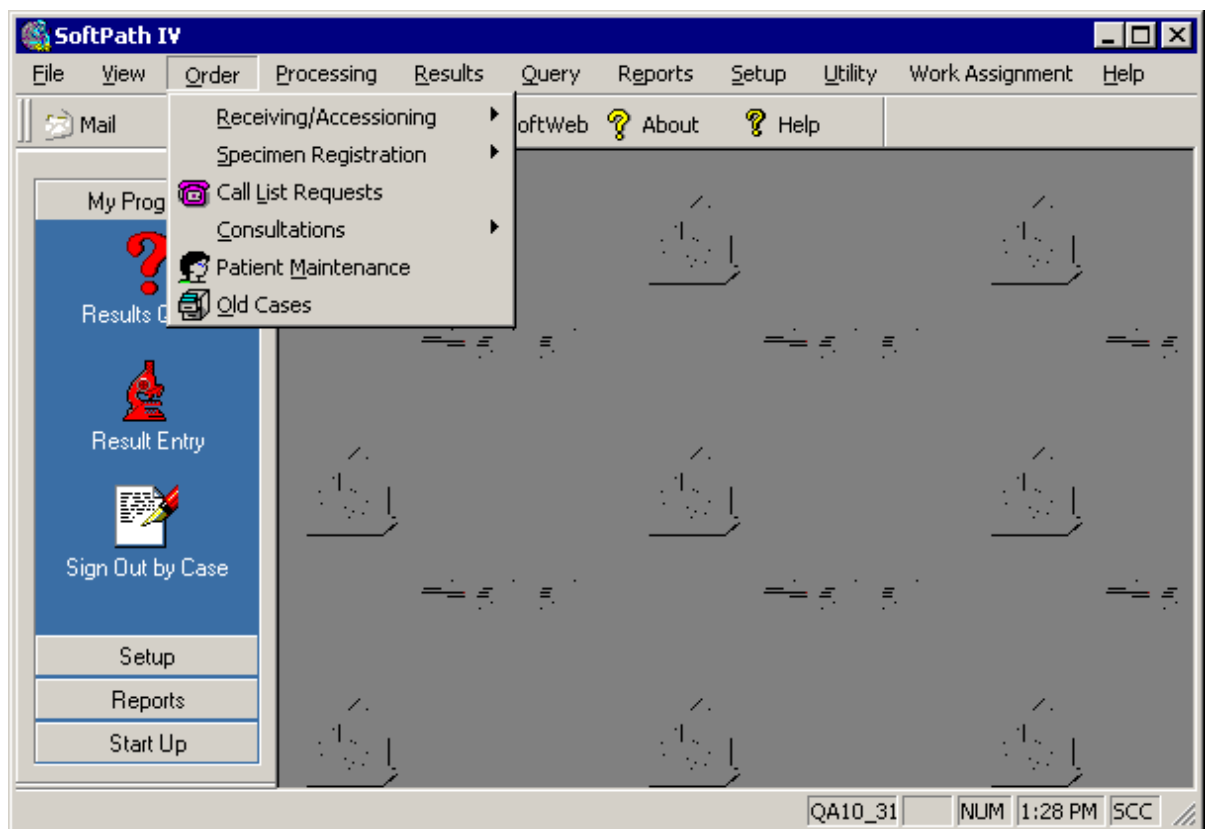 SoftPath IV
File View Order Processing Results Query Reports Setup Utility Work Assignment Help
Mail oftWeb About Help
Receiving/Accessioning
Specimen Registration
Call List Requests
Consultations
Patient Maintenance
Old Cases
My Prog
Results
Result Entry
Sign Out by Case
Setup
Reports
Start Up
QA10_31 NUM 1:28 PM SCC